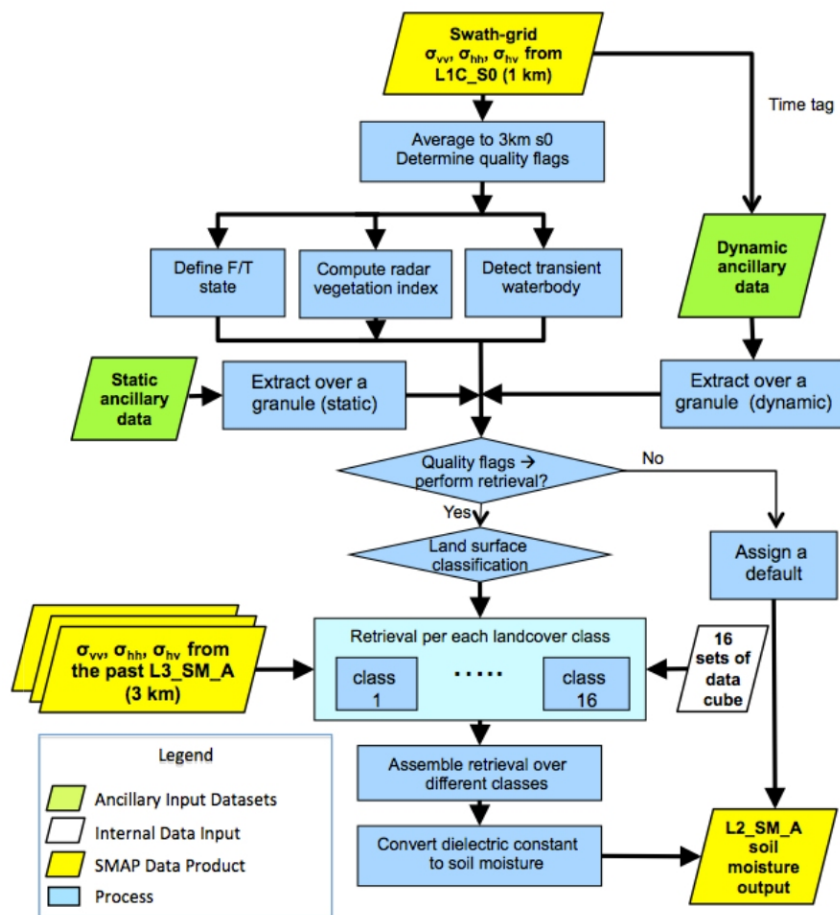 Swath-grid
σvv, σhh, σhv from
L1C_S0 (1 km)
Time tag
Average to 3km s0
Determine quality flags
Define F/T
state
Compute radar
vegetation index
Detect transient
waterbody
Dynamic
ancillary
data
Static
ancillary
data
Extract over a
granule (static)
Extract over a
granule (dynamic)
Quality flags →
perform retrieval?
No
Yes
Land surface
classification
Assign a
default
σvv, σhh, σhv from
the past L3_SM_A
(3 km)
Retrieval per each landcover class
class
1
.....
class
16
16
sets of
data
cube
Assemble retrieval over
different classes
Convert dielectric constant
to soil moisture
L2_SM_A
soil
moisture
output
Legend
Ancillary Input Datasets
Internal Data Input
SMAP Data Product
Process